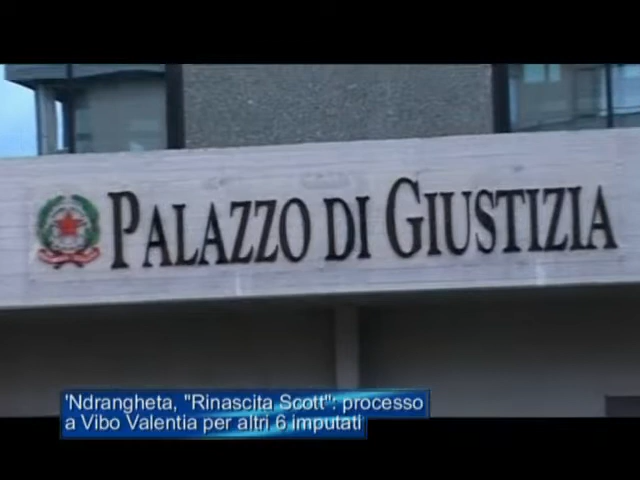 PALAZZO DI GIUSTIZIA
'Ndrangheta, "Rinascita Scott": processo
a Vibo Valentia per altri 6 imputati